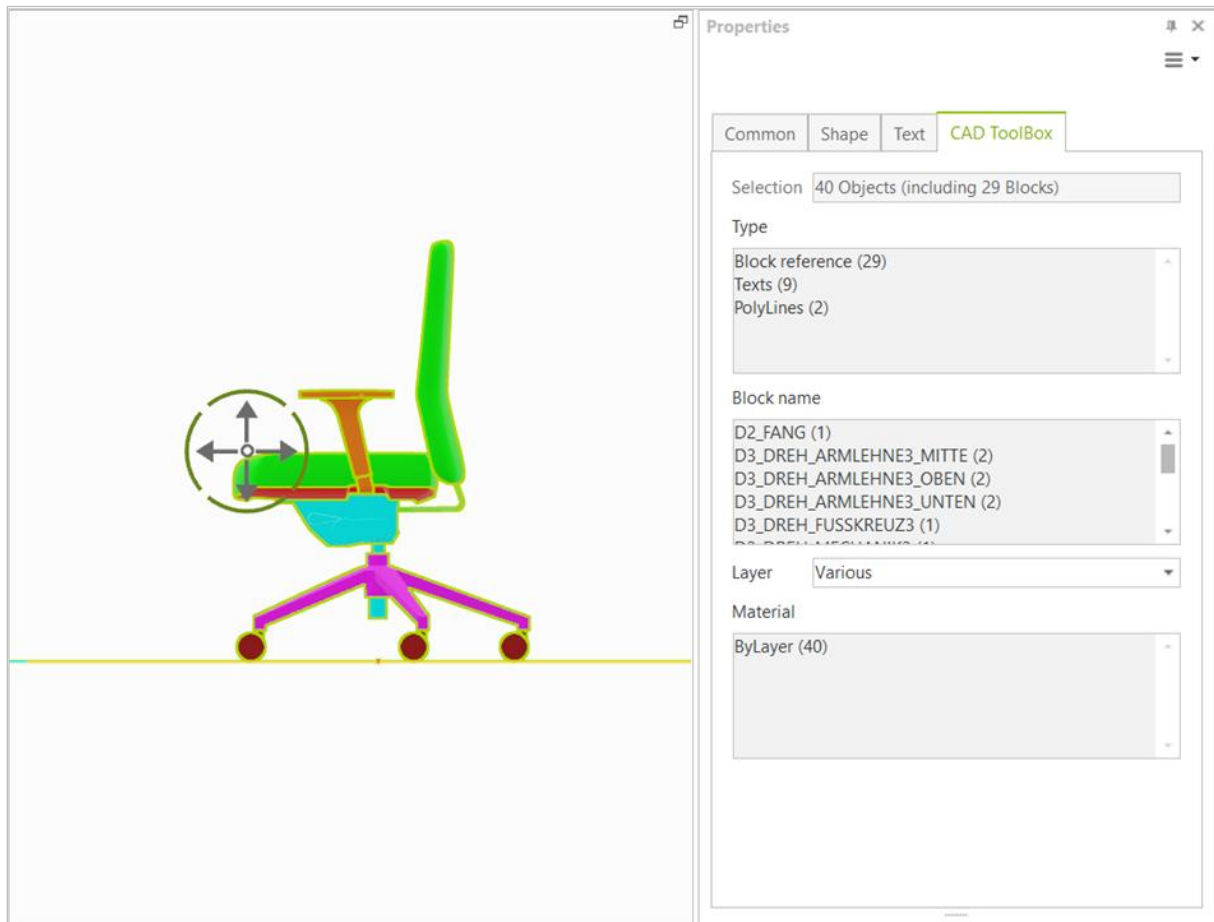 Properties
Common Shape Text CAD ToolBox
Selection 40 Objects (including 29 Blocks)
Type
Block reference (29)
Texts (9)
PolyLines (2)
Block name
D2_FANG (1)
D3_DREH_ARMLEHNE3_MITTE (2)
D3_DREH_ARMLEHNE3_OBEN (2)
D3_DREH_ARMLEHNE3_UNTEN (2)
D3_DREH_FUSSKREUZ3 (1)
Layer Various
Material
ByLayer (40)